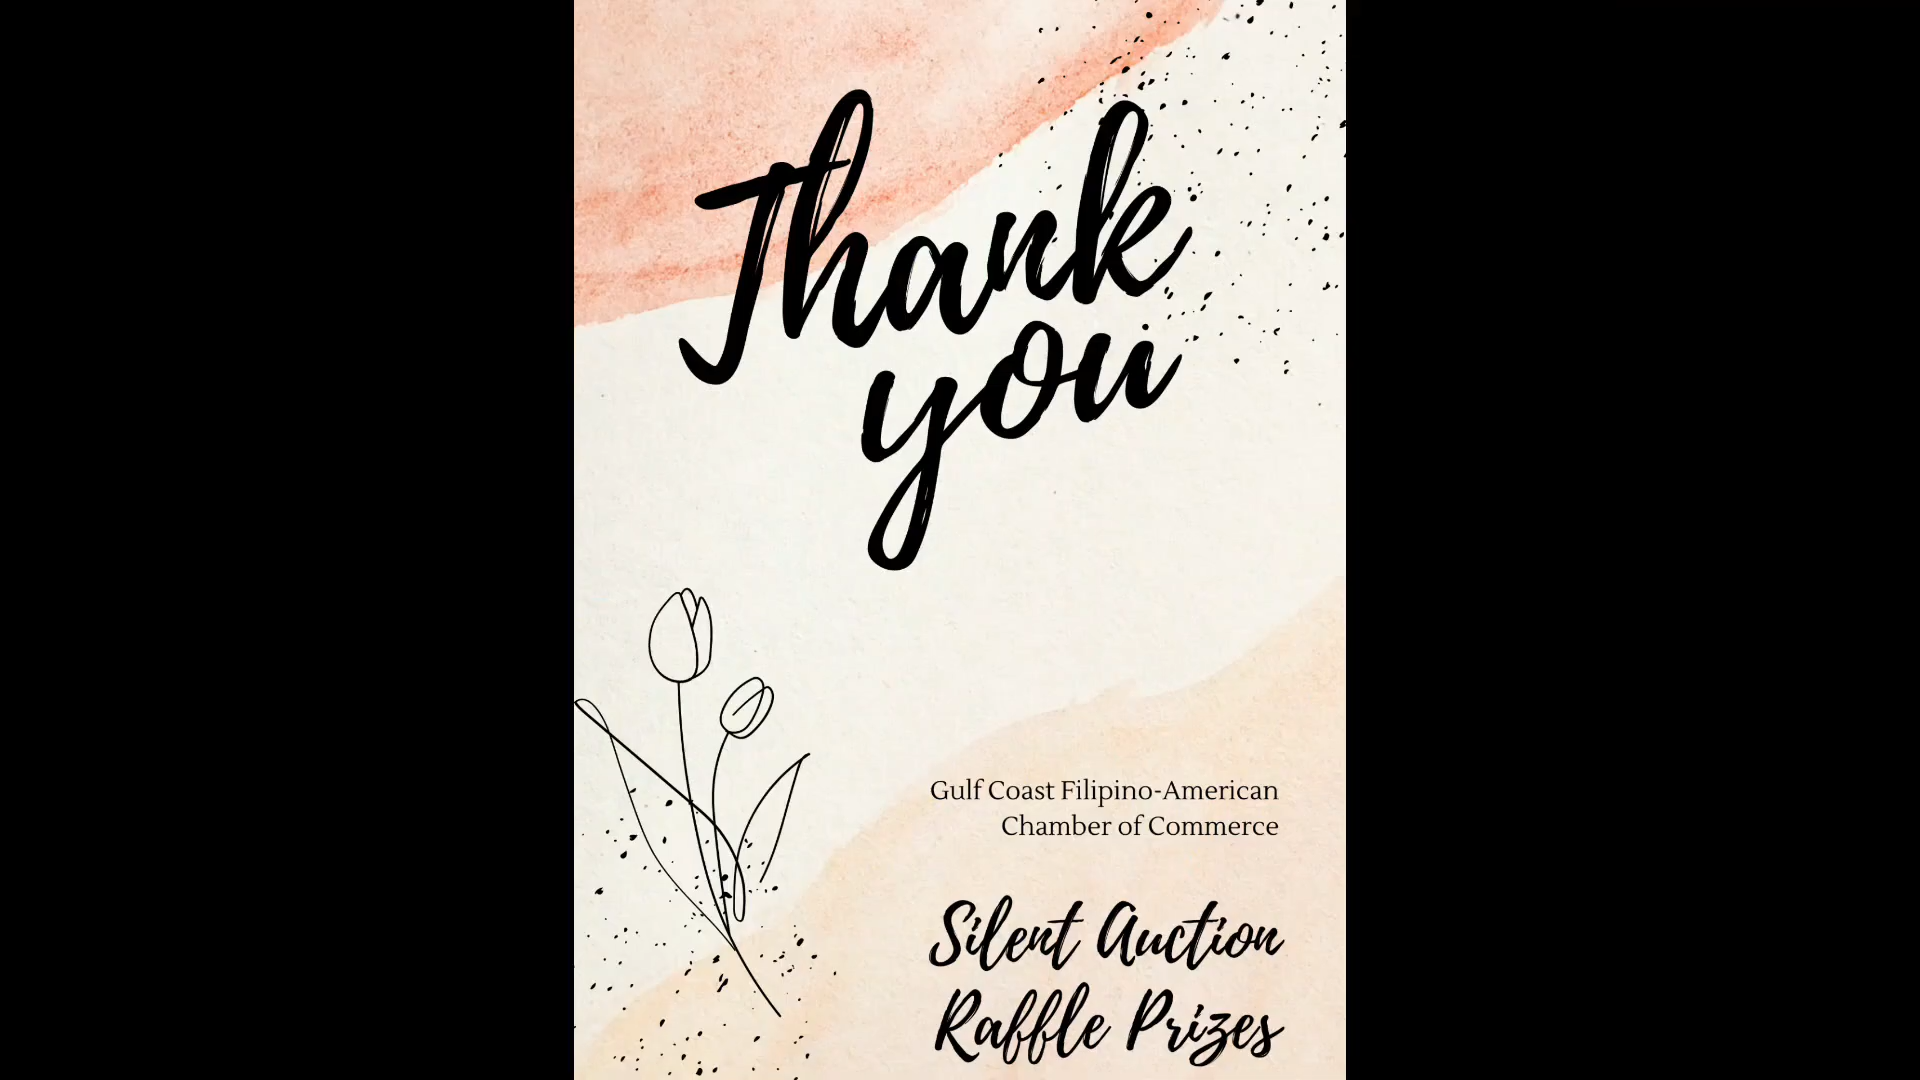 Thank
you
Gulf Coast Filipino-American
Chamber of Commerce
Silent Auction
Raffle Prizes